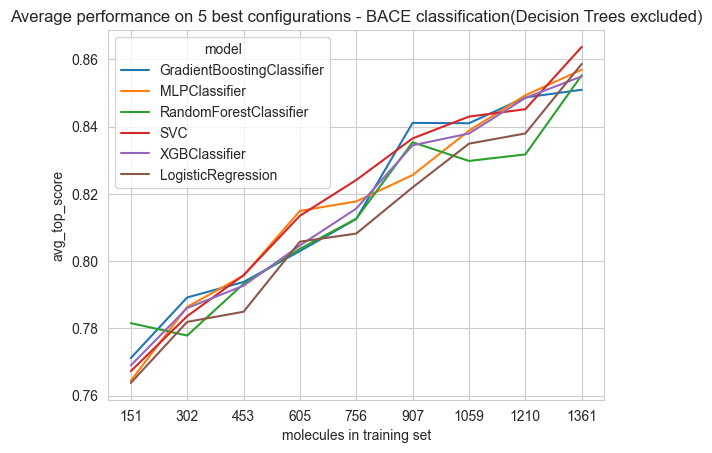 Average performance on 5 best configurations - BACE classification(Decision Trees excluded)
model
GradientBoostingClassifier
MLPClassifier
RandomForestClassifier
SVC
XGBClassifier
LogisticRegression
avg_top_score
0.86
0.84
0.82
0.80
0.78
0.76
151 302 453 605 756 907 1059 1210 1361
molecules in training set